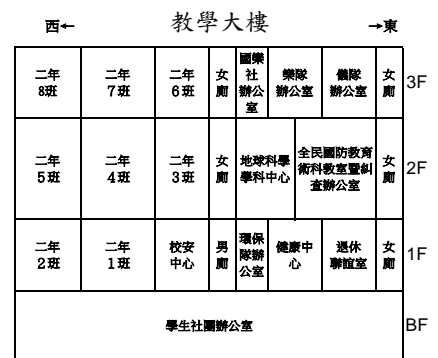 教學大樓
西← →東
二年
8班
二年
7班
二年
6班
女
廁
國樂
社
辦公
室
樂隊
辦公室
儀隊
辦公室
女
廁
3F
二年
5班
二年
4班
二年
3班
女
廁
地球科學
學科中心
全民國防教育
術科教室暨糾
查辦公室
女
廁
2F
二年
2班
二年
1班
校安
中心
男
廁
環保
隊辦
公室
健康中
心
退休
聯誼室
女
廁
1F
學生社團辦公室
BF